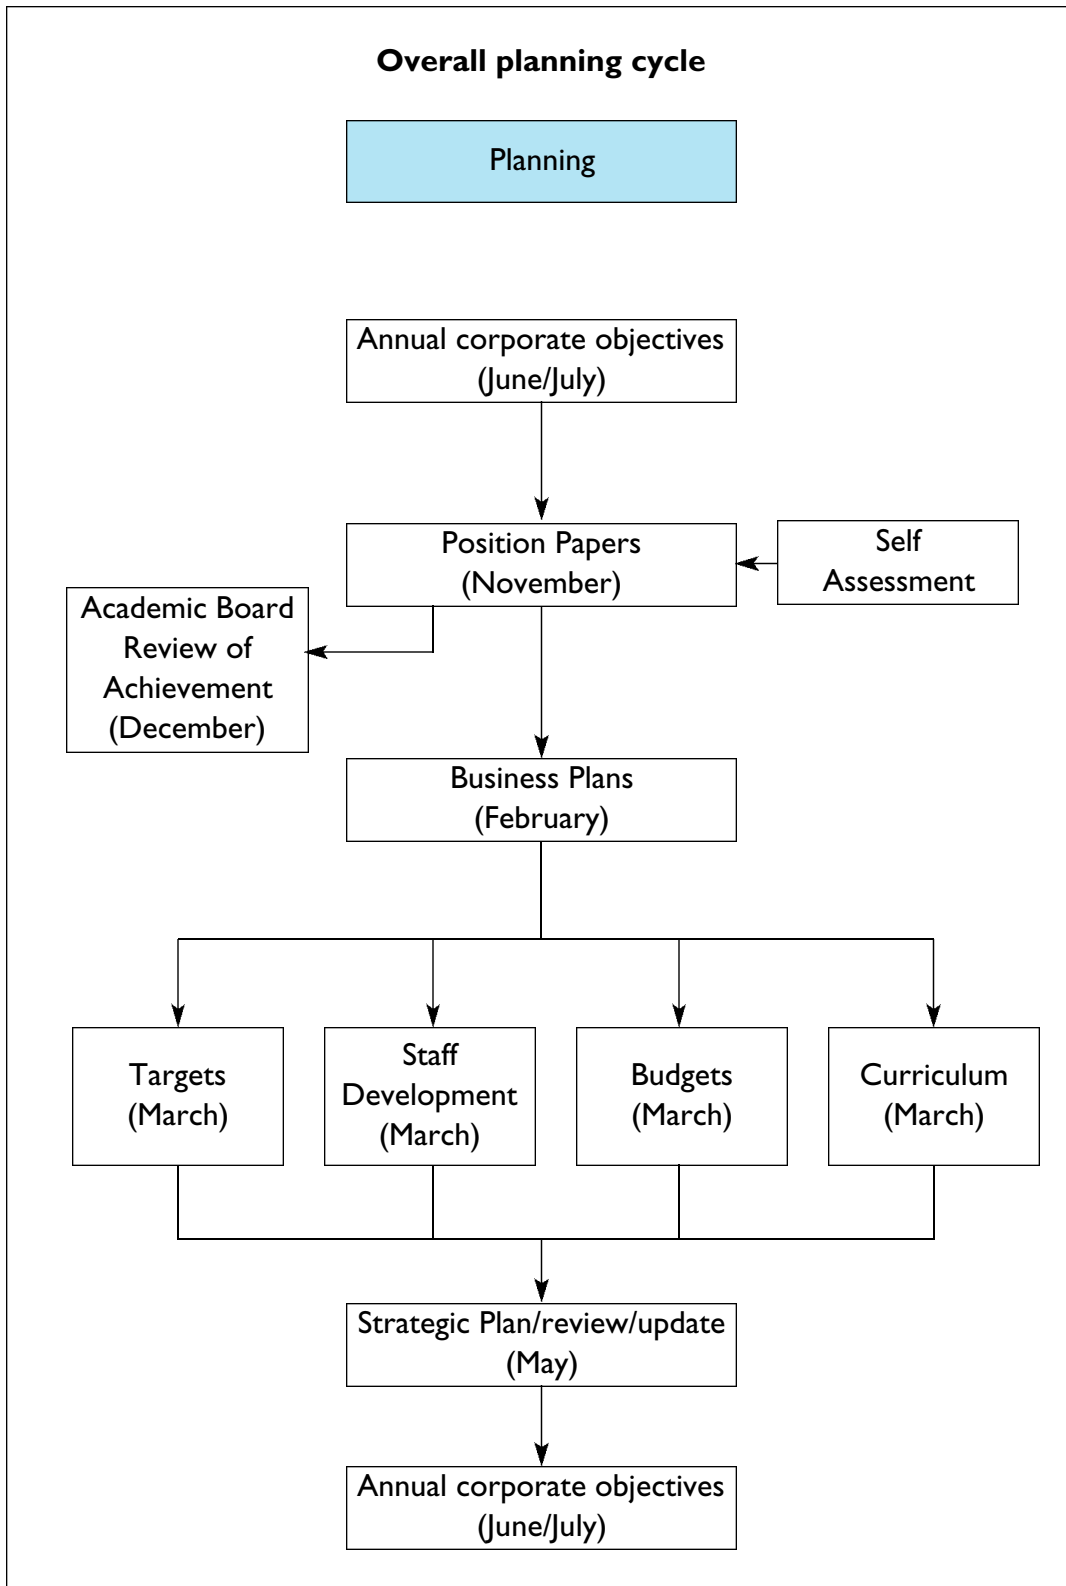 Overall planning cycle
Planning
Annual corporate objectives
(June/July)
Position Papers
(November)
Self
Assessment
Academic Board
Review of
Achievement
(December)
Business Plans
(February)
Targets
(March)
Staff
Development
(March)
Budgets
(March)
Curriculum
(March)
Strategic Plan/review/update
(May)
Annual corporate objectives
(June/July)